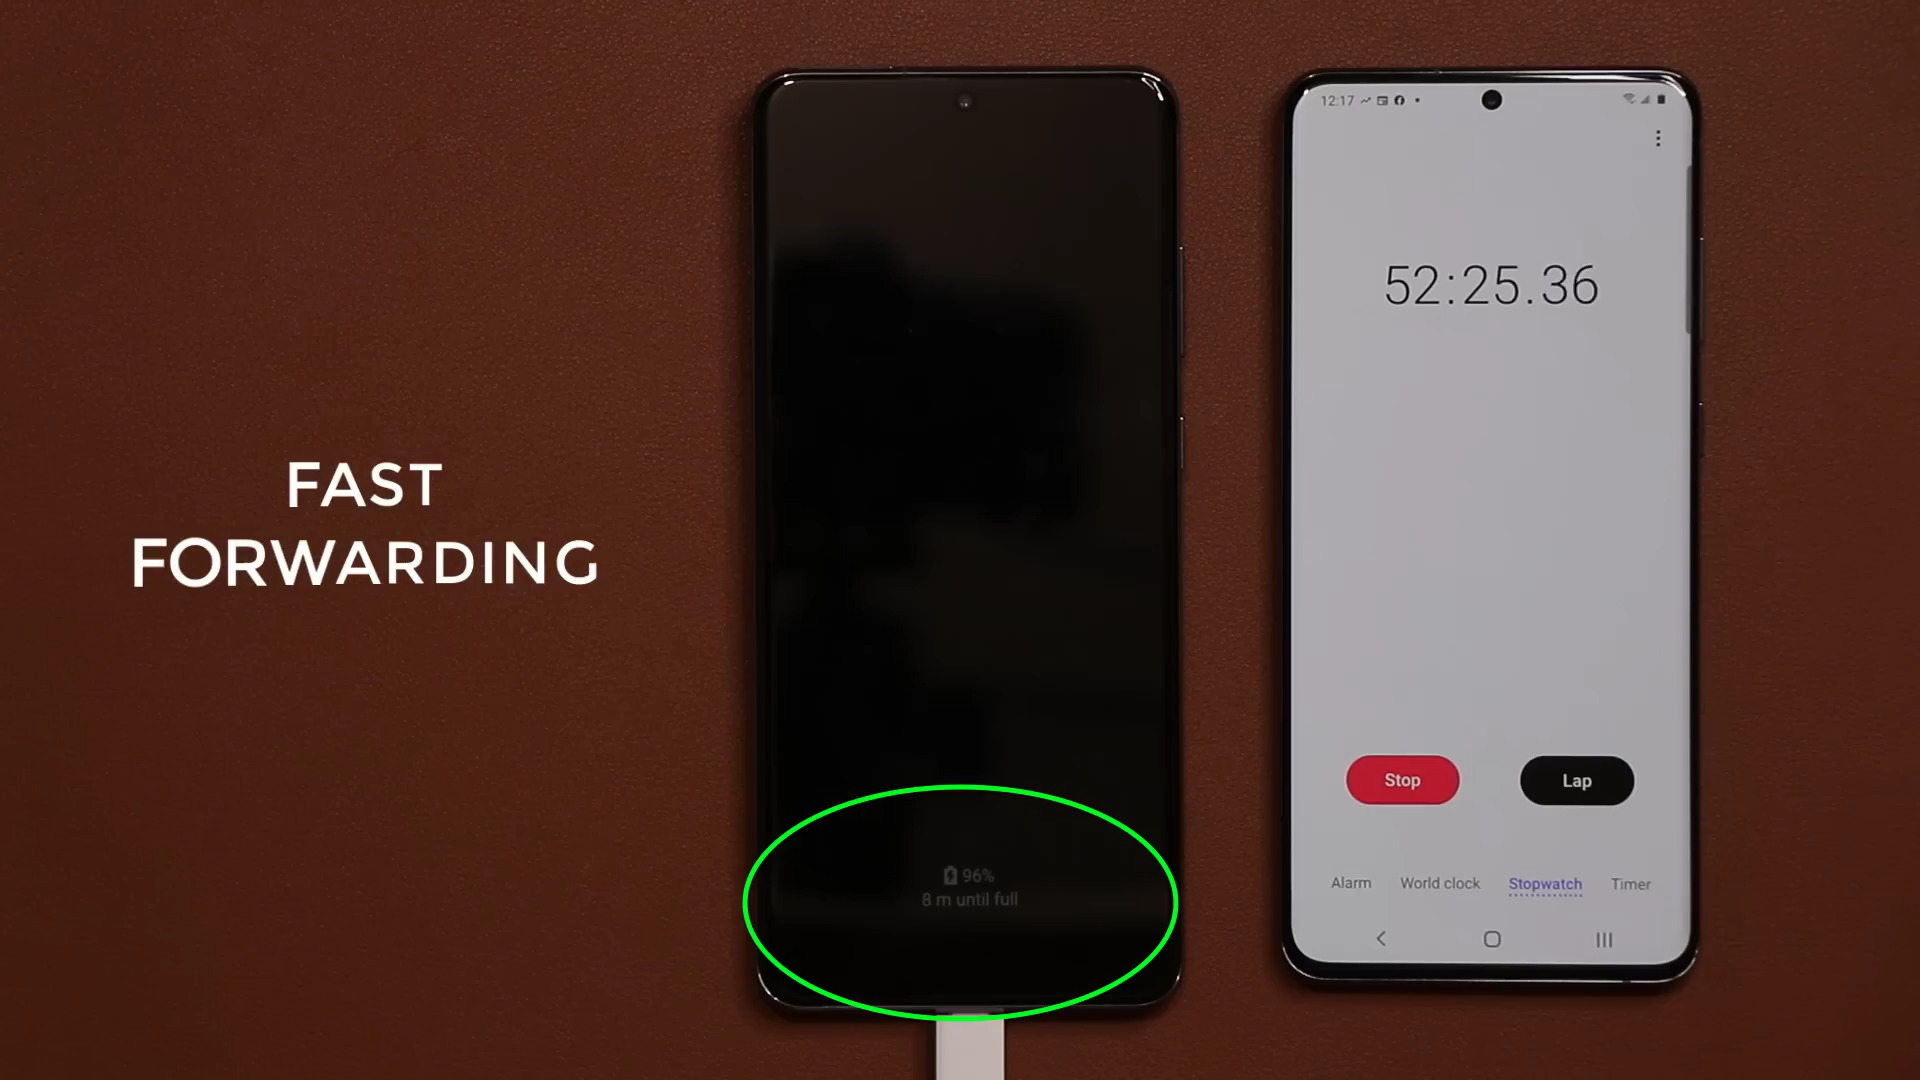 FAST
FORWARDING
96%
8 m until full
12:17
52:25.36
Stop
Lap
Alarm
World clock
Stopwatch
Timer